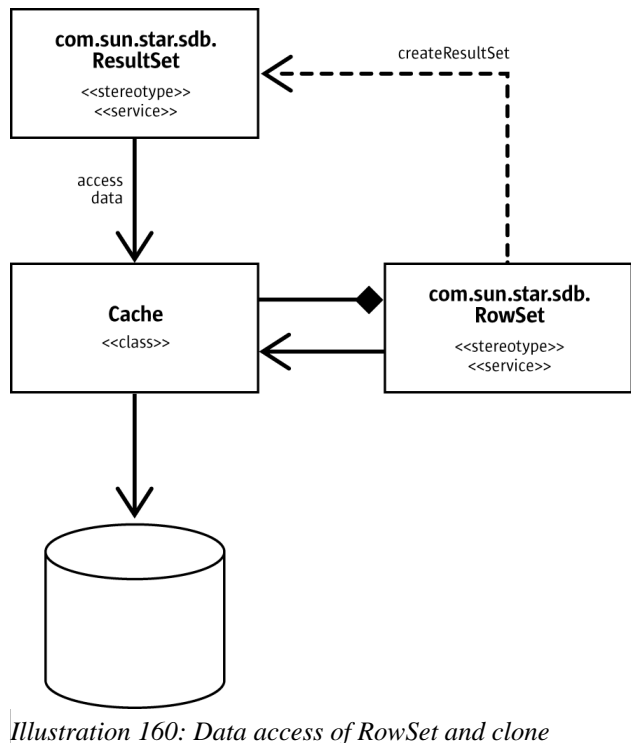 com.sun.star.sdb.
ResultSet
<<stereotype>>
<<service>>
createResultSet
access
data
Cache
<<class>>
com.sun.star.sdb.
RowSet
<<stereotype>>
<<service>>
Illustration 160: Data access of RowSet and clone